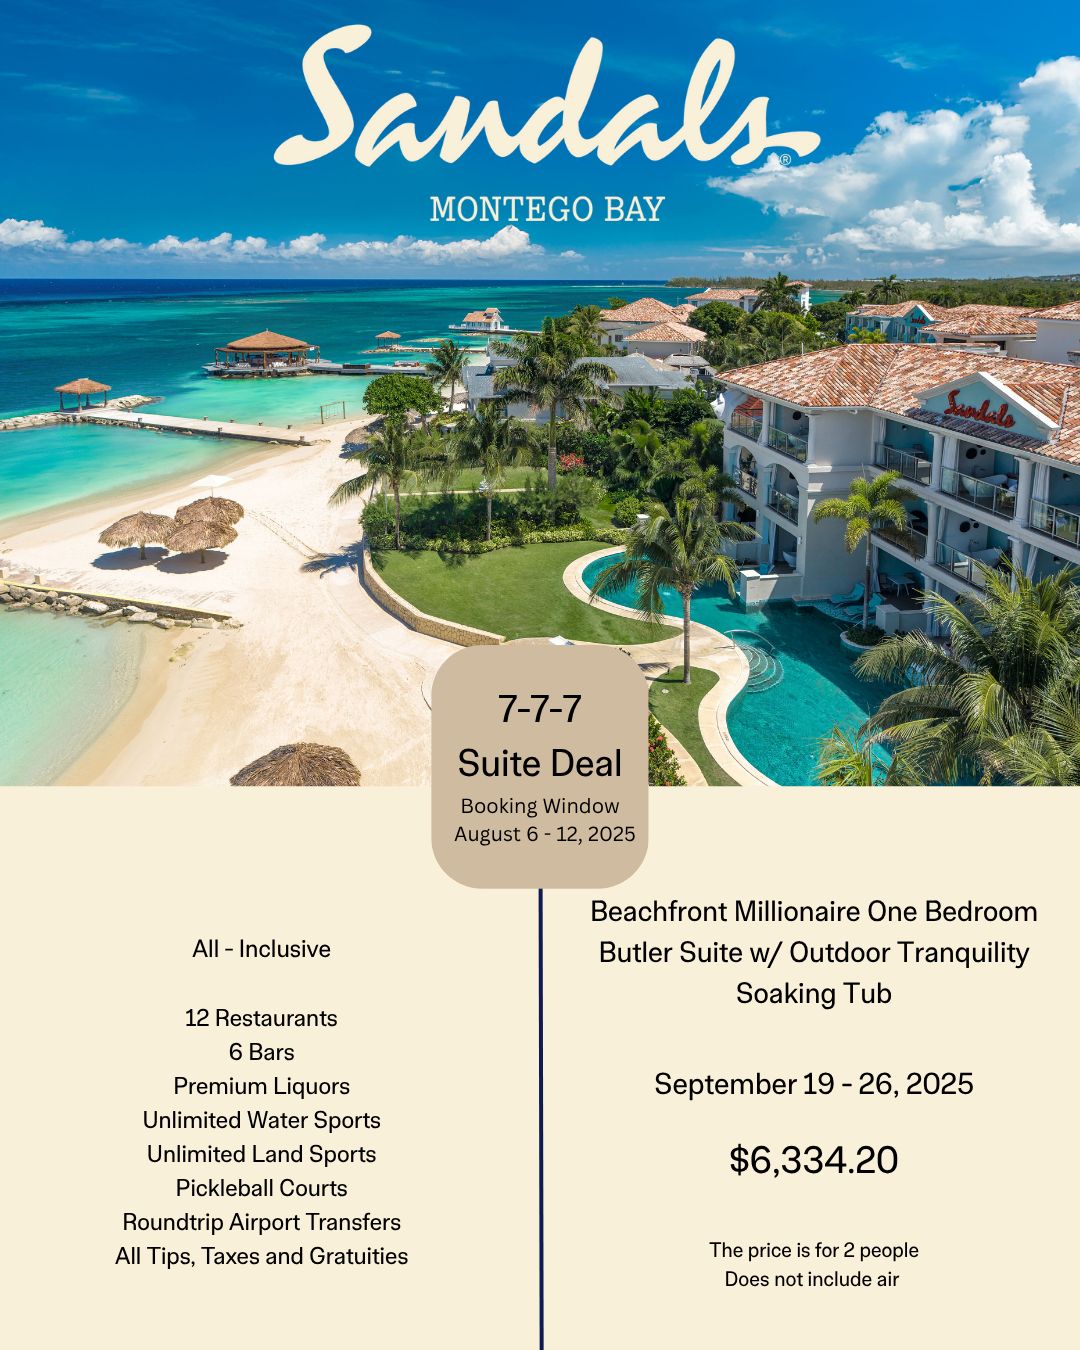 Sandals®
MONTEGO BAY
Sandals
Sandals
7-7-7
Suite Deal
Booking Window
August 6 - 12, 2025
All - Inclusive
12 Restaurants
6 Bars
Premium Liquors
Unlimited Water Sports
Unlimited Land Sports
Pickleball Courts
Roundtrip Airport Transfers
All Tips, Taxes and Gratuities
Beachfront Millionaire One Bedroom
Butler Suite w/ Outdoor Tranquility
Soaking Tub
September 19 - 26, 2025
$6,334.20
The price is for 2 people
Does not include air